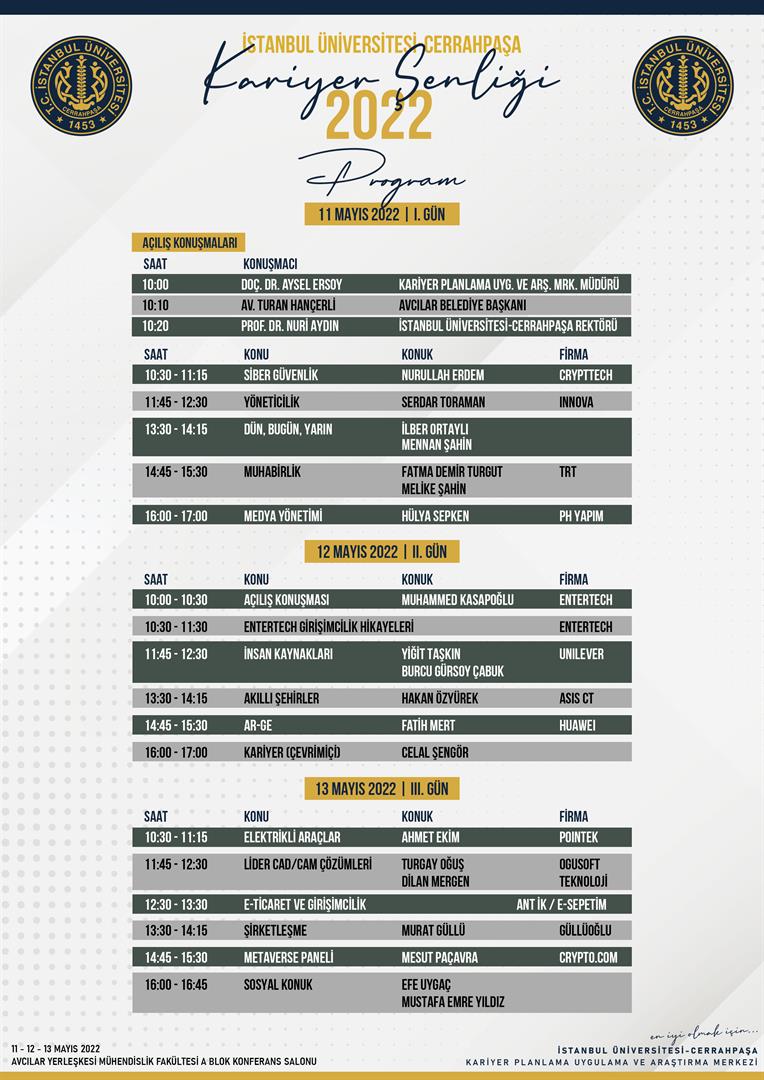 İSTANBUL ÜNİVERSİTESİ-CERRAHPAŞA
Kariyer Şenliği
2022
Program
T.C. İSTANBUL ÜNİVERSİTESİ
CERRAHPAŞA
1453
T.C. İSTANBUL ÜNİVERSİTESİ
CERRAHPAŞA
1453
11 MAYIS 2022 | I. GÜN
AÇILIŞ KONUŞMALARI
SAAT KONUŞMACI
10:00 DOÇ. DR. AYSEL ERSOY KARİYER PLANLAMA UYG. VE ARŞ. MRK. MÜDÜRÜ
10:10 AV. TURAN HANÇERLİ AVCILAR BELEDİYE BAŞKANI
10:20 PROF. DR. NURİ AYDIN İSTANBUL ÜNİVERSİTESİ-CERRAHPAŞA REKTÖRÜ
SAAT KONU KONUK FİRMA
10:30 - 11:15 SİBER GÜVENLİK NURULLAH ERDEM CRYPTTECH
11:45 - 12:30 YÖNETİCİLİK SERDAR TORAMAN INNOVA
13:30 - 14:15 DÜN, BUGÜN, YARIN İLBER ORTAYLI
MENNAN ŞAHİN
14:45 - 15:30 MUHABİRLİK FATMA DEMİR TURGUT TRT
MELİKE ŞAHİN
16:00 - 17:00 MEDYA YÖNETİMİ HÜLYA SEPKEN PH YAPIM
12 MAYIS 2022 | II. GÜN
SAAT KONU KONUK FİRMA
10:00 - 10:30 AÇILIŞ KONUŞMASI MUHAMMED KASAPOĞLU ENTERTECH
10:30 - 11:30 ENTERTECH GİRİŞİMCİLİK HİKAYELERİ ENTERTECH
11:45 - 12:30 İNSAN KAYNAKLARI YİĞİT TAŞKIN UNILEVER
BURCU GÜRSOY ÇABUK
13:30 - 14:15 AKILLI ŞEHİRLER HAKAN ÖZYÜREK ASIS CT
14:45 - 15:30 AR-GE FATİH MERT HUAWEI
16:00 - 17:00 KARİYER (ÇEVRİMİÇİ) CELAL ŞENGÖR
13 MAYIS 2022 | III. GÜN
SAAT KONU KONUK FİRMA
10:30 - 11:15 ELEKTRİKLİ ARAÇLAR AHMET EKİM POINTEK
11:45 - 12:30 LİDER CAD/CAM ÇÖZÜMLERİ TURGAY OĞUŞ OGUSOFT
DİLAN MERGEN TEKNOLOJİ
12:30 - 13:30 E-TİCARET VE GİRİŞİMCİLİK ANT İK / E-SEPETİM
13:30 - 14:15 ŞİRKETLEŞME MURAT GÜLLÜ GÜLLÜOĞLU
14:45 - 15:30 METAVERSE PANELİ MESUT PAÇAVRA CRYPTO.COM
16:00 - 16:45 SOSYAL KONUK EFE UYGAÇ
MUSTAFA EMRE YILDIZ
11 - 12 - 13 MAYIS 2022
AVCILAR YERLEŞKESİ MÜHENDİSLİK FAKÜLTESİ A BLOK KONFERANS SALONU
en iyi olmak için...
İSTANBUL ÜNİVERSİTESİ-CERRAHPAŞA
KARİYER PLANLAMA UYGULAMA VE ARAŞTIRMA MERKEZİ